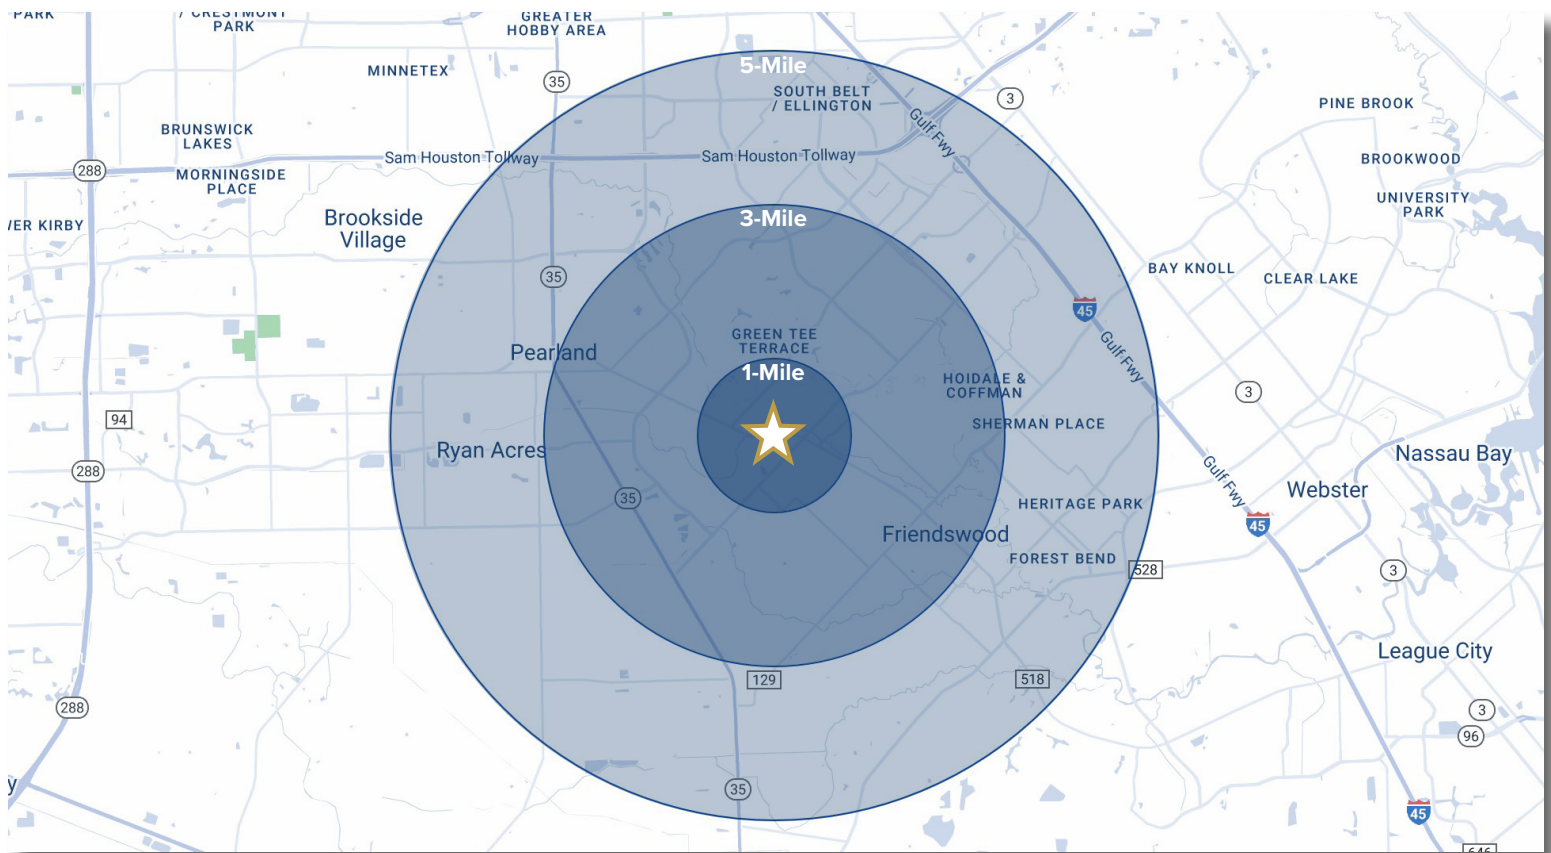 PARK
/ CRESTMONT
PARK
GREATER
HOBBY AREA
5-Mile
MINNETEX
35
SOUTH BELT
/ ELLINGTON
3
PINE BROOK
BRUNSWICK
LAKES
Gulf Fwy
Sam Houston Tollway
Sam Houston Tollway
BROOKWOOD
288
MORNINGSIDE
PLACE
UNIVERSITY
PARK
Brookside
Village
3-Mile
WER KIRBY
35
BAY KNOLL
CLEAR LAKE
45
GREEN TEE
TERRACE
Pearland
Gulf Fwy
1-Mile
HOIDALE &
COFFMAN
3
94
SHERMAN PLACE
Ryan Acres
Nassau Bay
288
Gulf Fwy
Webster
35
HERITAGE PARK
45
Friendswood
FOREST BEND
528
3
League City
129
518
288
3
96
y
35
45
646